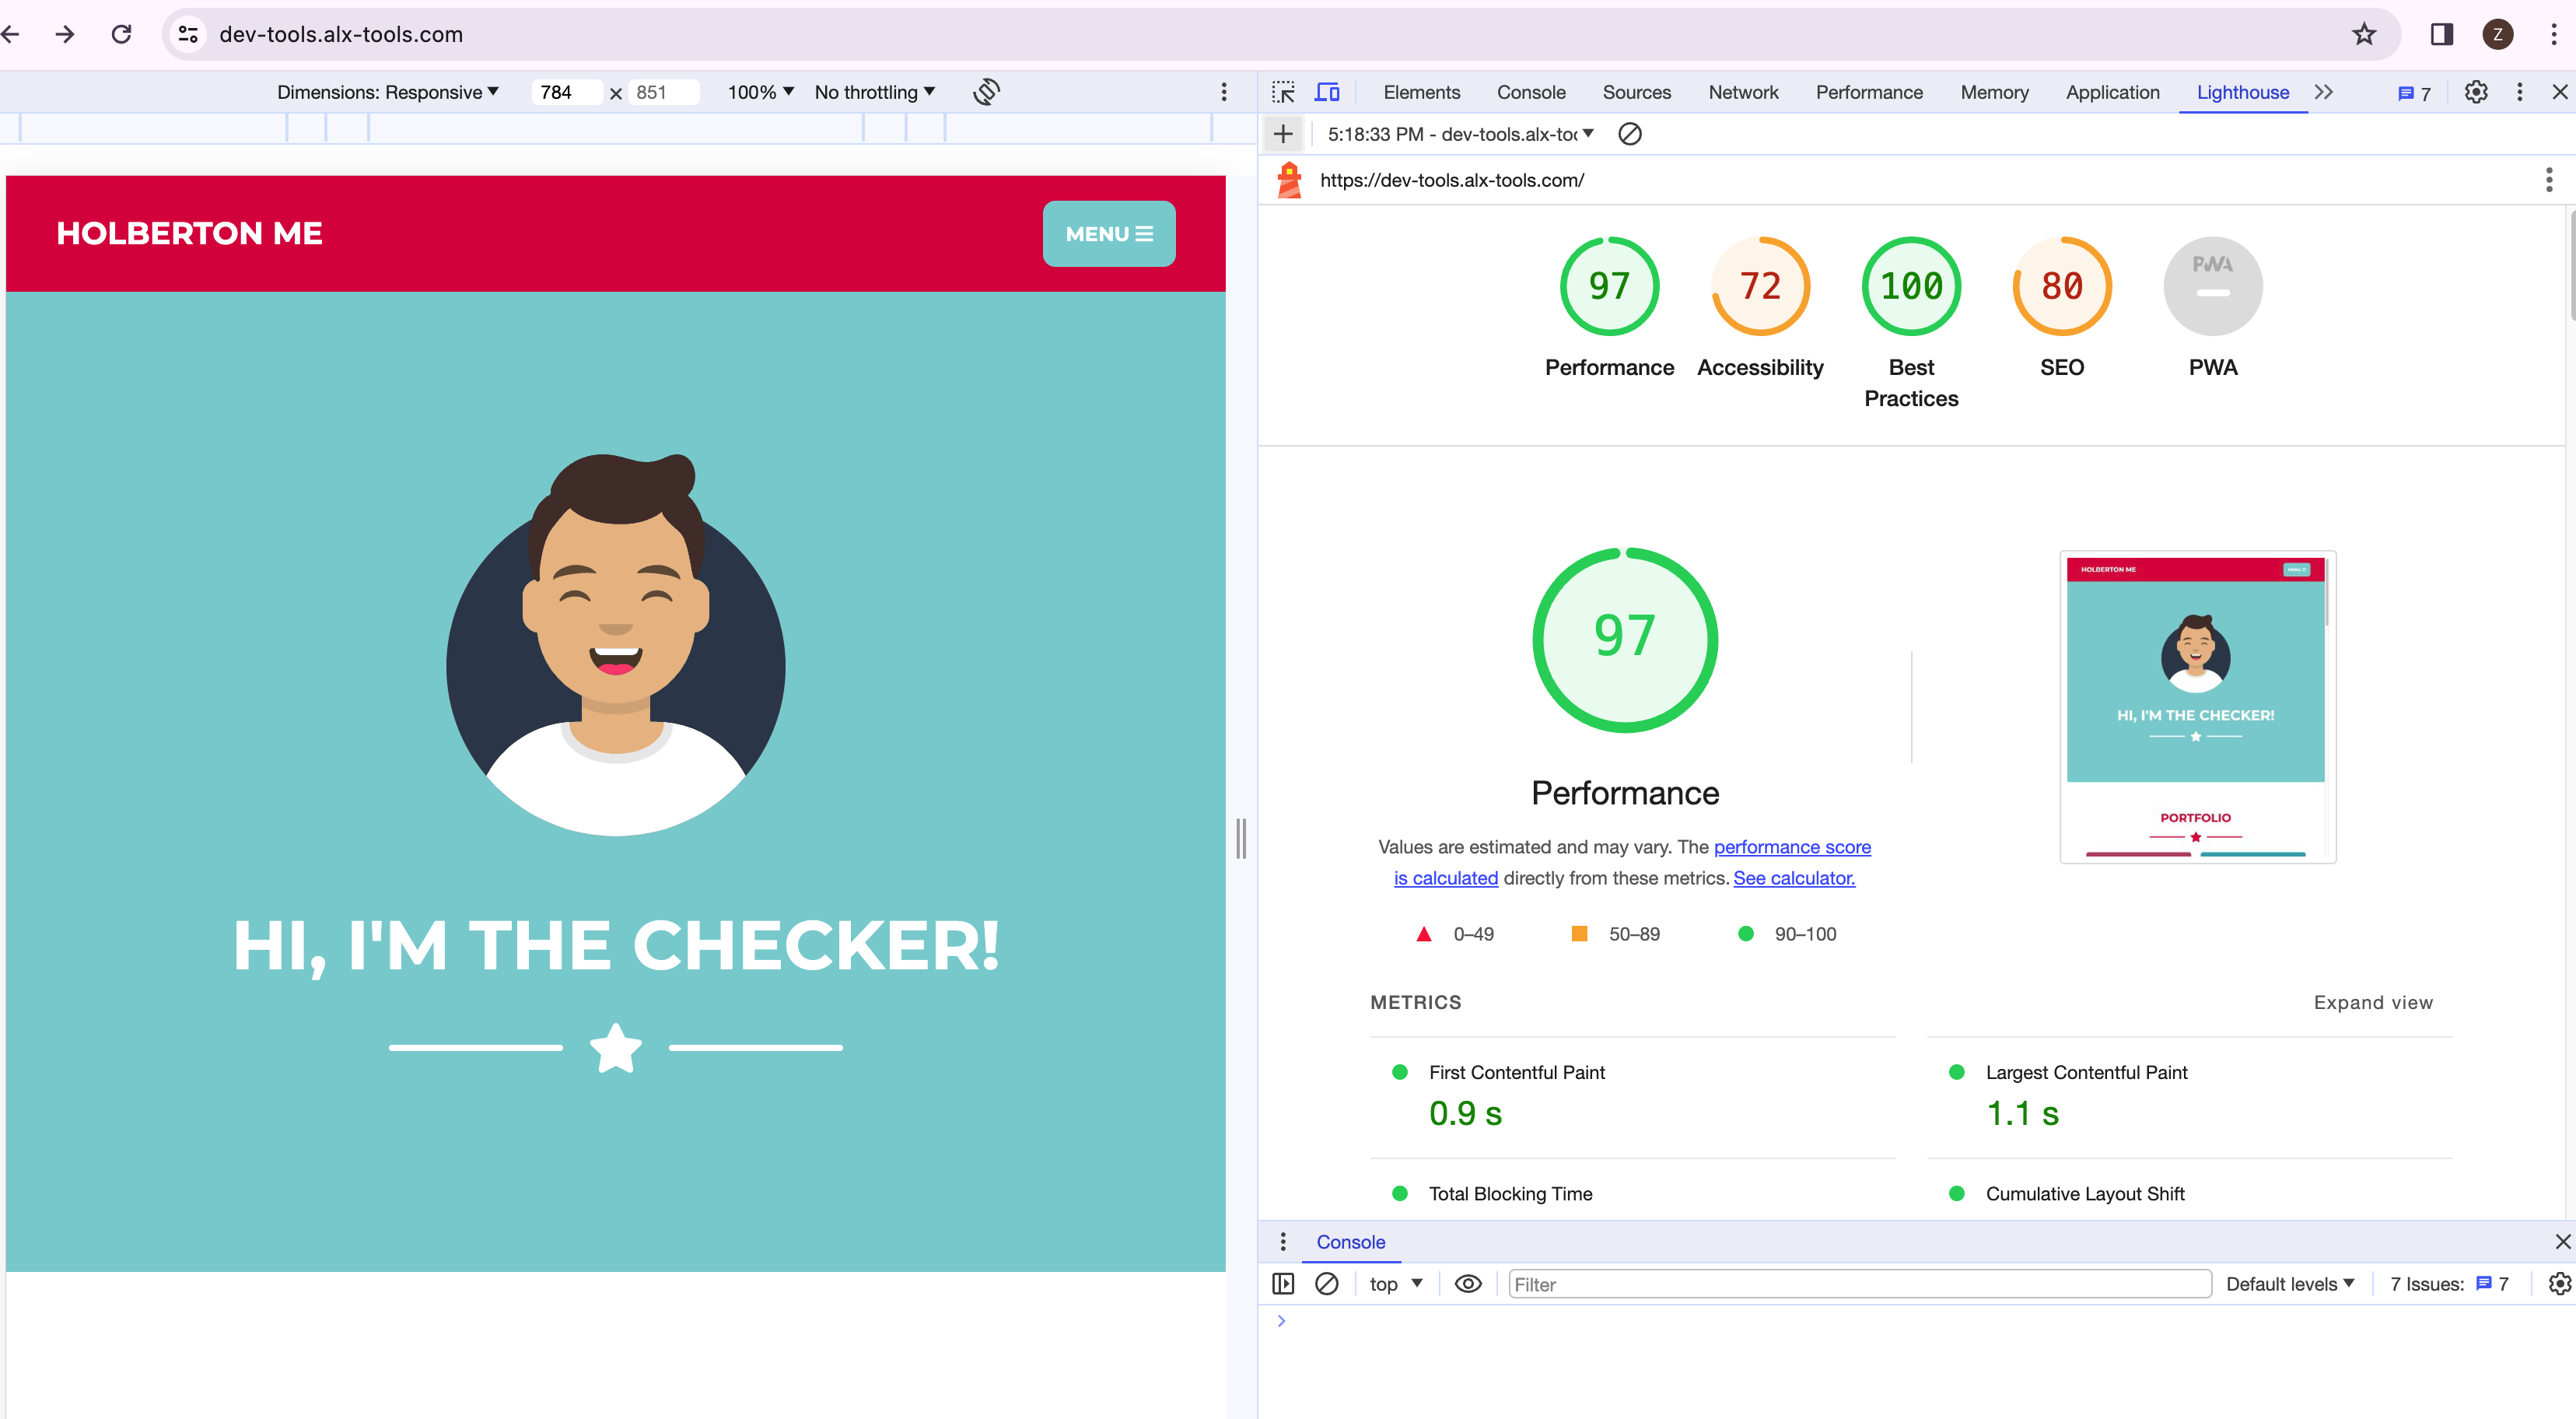 dev-tools.alx-tools.com
Z
Dimensions: Responsive 784 × 851 100% No throttling
Elements Console Sources Network Performance Memory Application Lighthouse 7
5:18:33 PM - dev-tools.alx-toc
https://dev-tools.alx-tools.com/
HOLBERTON ME
MENU
97 72 100 80 PWA
Performance Accessibility Best Practices SEO PWA
HI, I'M THE CHECKER!
97
Performance
Values are estimated and may vary. The performance score
is calculated directly from these metrics. See calculator.
0–49 50–89 90–100
HOLBERTON ME
MENU
HI, I'M THE CHECKER!
PORTFOLIO
METRICS
Expand view
First Contentful Paint
0.9 s
Largest Contentful Paint
1.1 s
Total Blocking Time
Cumulative Layout Shift
Console
top Filter Default levels 7 Issues: 7